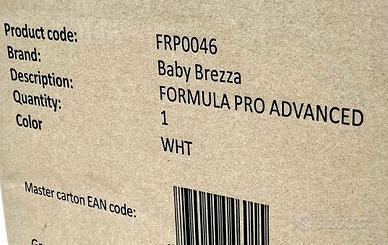 Product code: FRP0046
Brand: Baby Brezza
Description: FORMULA PRO ADVANCED
Quantity: 1
Color WHT
Master carton EAN code: